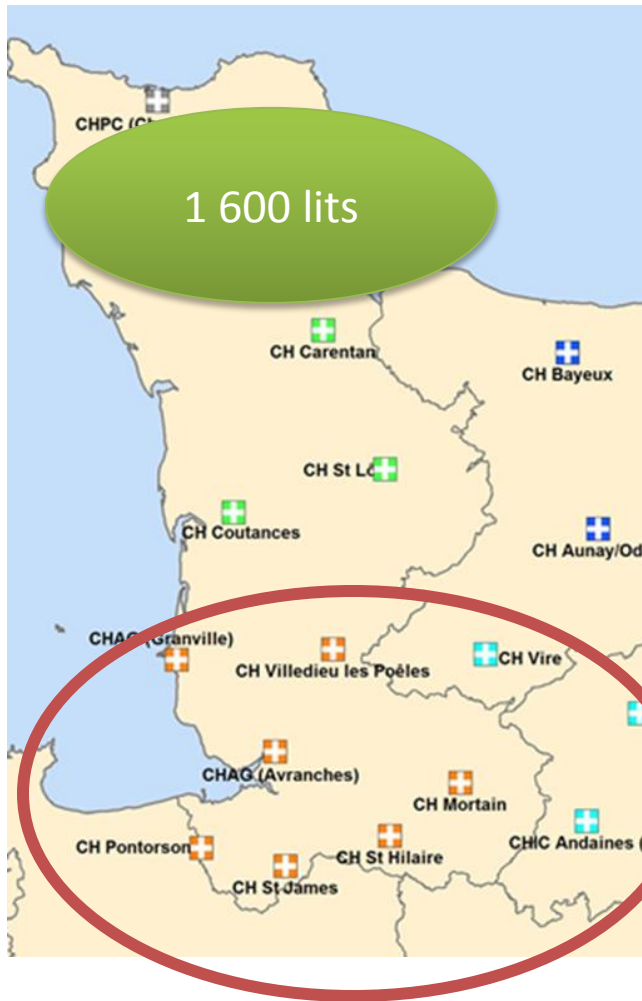 CHPC
1 600 lits
CH Carentan
CH Bayeux
CH St Lô
CH Coutances
CH Aunay/Od
CHAG (Granville)
CH Villedieu les Poêles
CH Vire
CHAG (Avranches)
CH Mortain
CH Pontorson
CH St Hilaire
CHIC Andaines (
CH St James